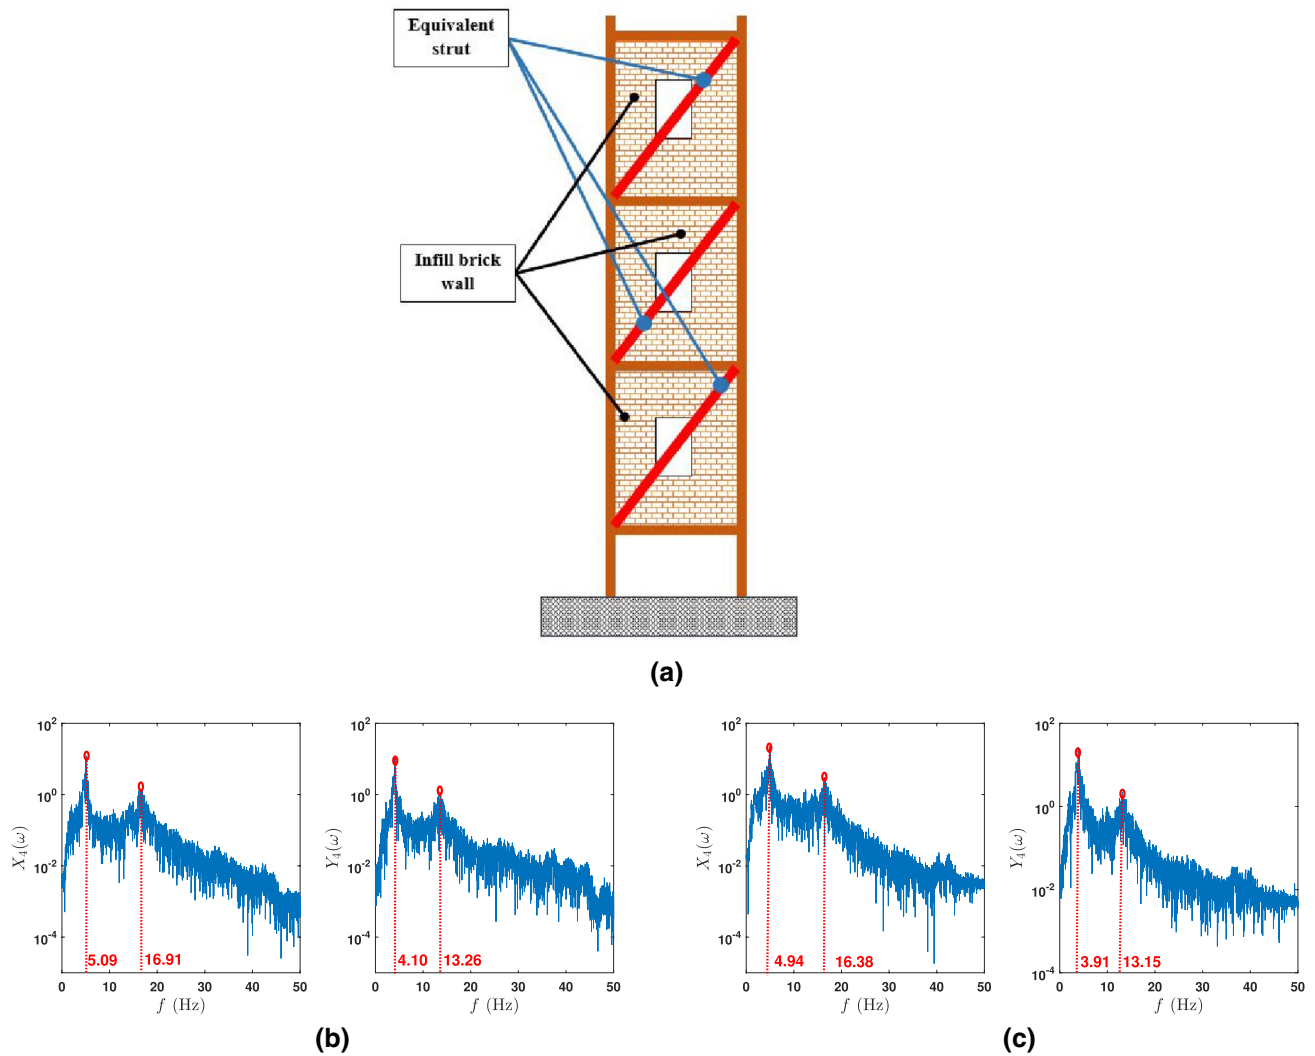 Equivalent
strut
Infill brick
wall
(a)
10^2
10^0
10^-2
10^-4
X_4(ω)
5.09
16.91
0 10 20 30 40 50
f (Hz)
10^2
10^0
10^-2
10^-4
Y_4(ω)
4.10
13.26
0 10 20 30 40 50
f (Hz)
(b)
10^2
10^0
10^-2
10^-4
X_4(ω)
4.94
16.38
0 10 20 30 40 50
f (Hz)
10^2
10^0
10^-2
10^-4
Y_4(ω)
3.91
13.15
0 10 20 30 40 50
f (Hz)
(c)